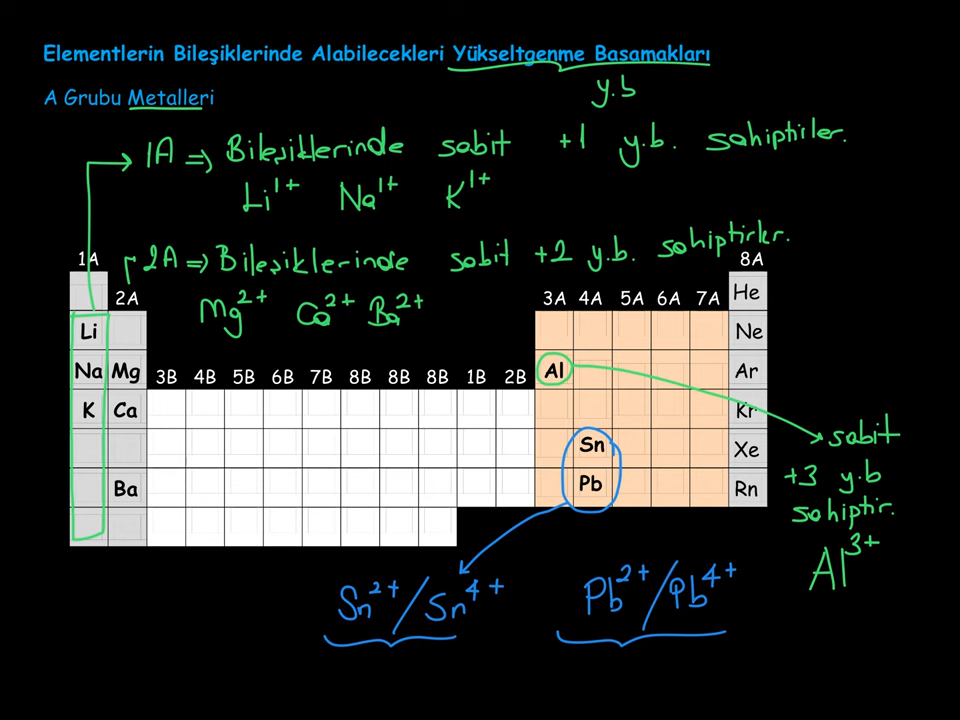 Elementlerin Bileşiklerinde Alabilecekleri Yükseltgenme Basamakları
y.b
A Grubu Metalleri
1A => Bileşiklerinde sabit +1 y.b. sahiptirler.
Li1+ Na1+ K1+
2A => Bileşiklerinde sabit +2 y.b. sahiptirler.
Mg2+ Ca2+ Ba2+
1A 8A
2A 3A 4A 5A 6A 7A He
Li Ne
Na Mg 3B 4B 5B 6B 7B 8B 8B 8B 1B 2B Al Ar
K Ca Kr
Sn Xe
Ba Pb Rn
sabit
+3 y.b
sahiptir.
Al3+
Sn2+/Sn4+ Pb2+/Pb4+